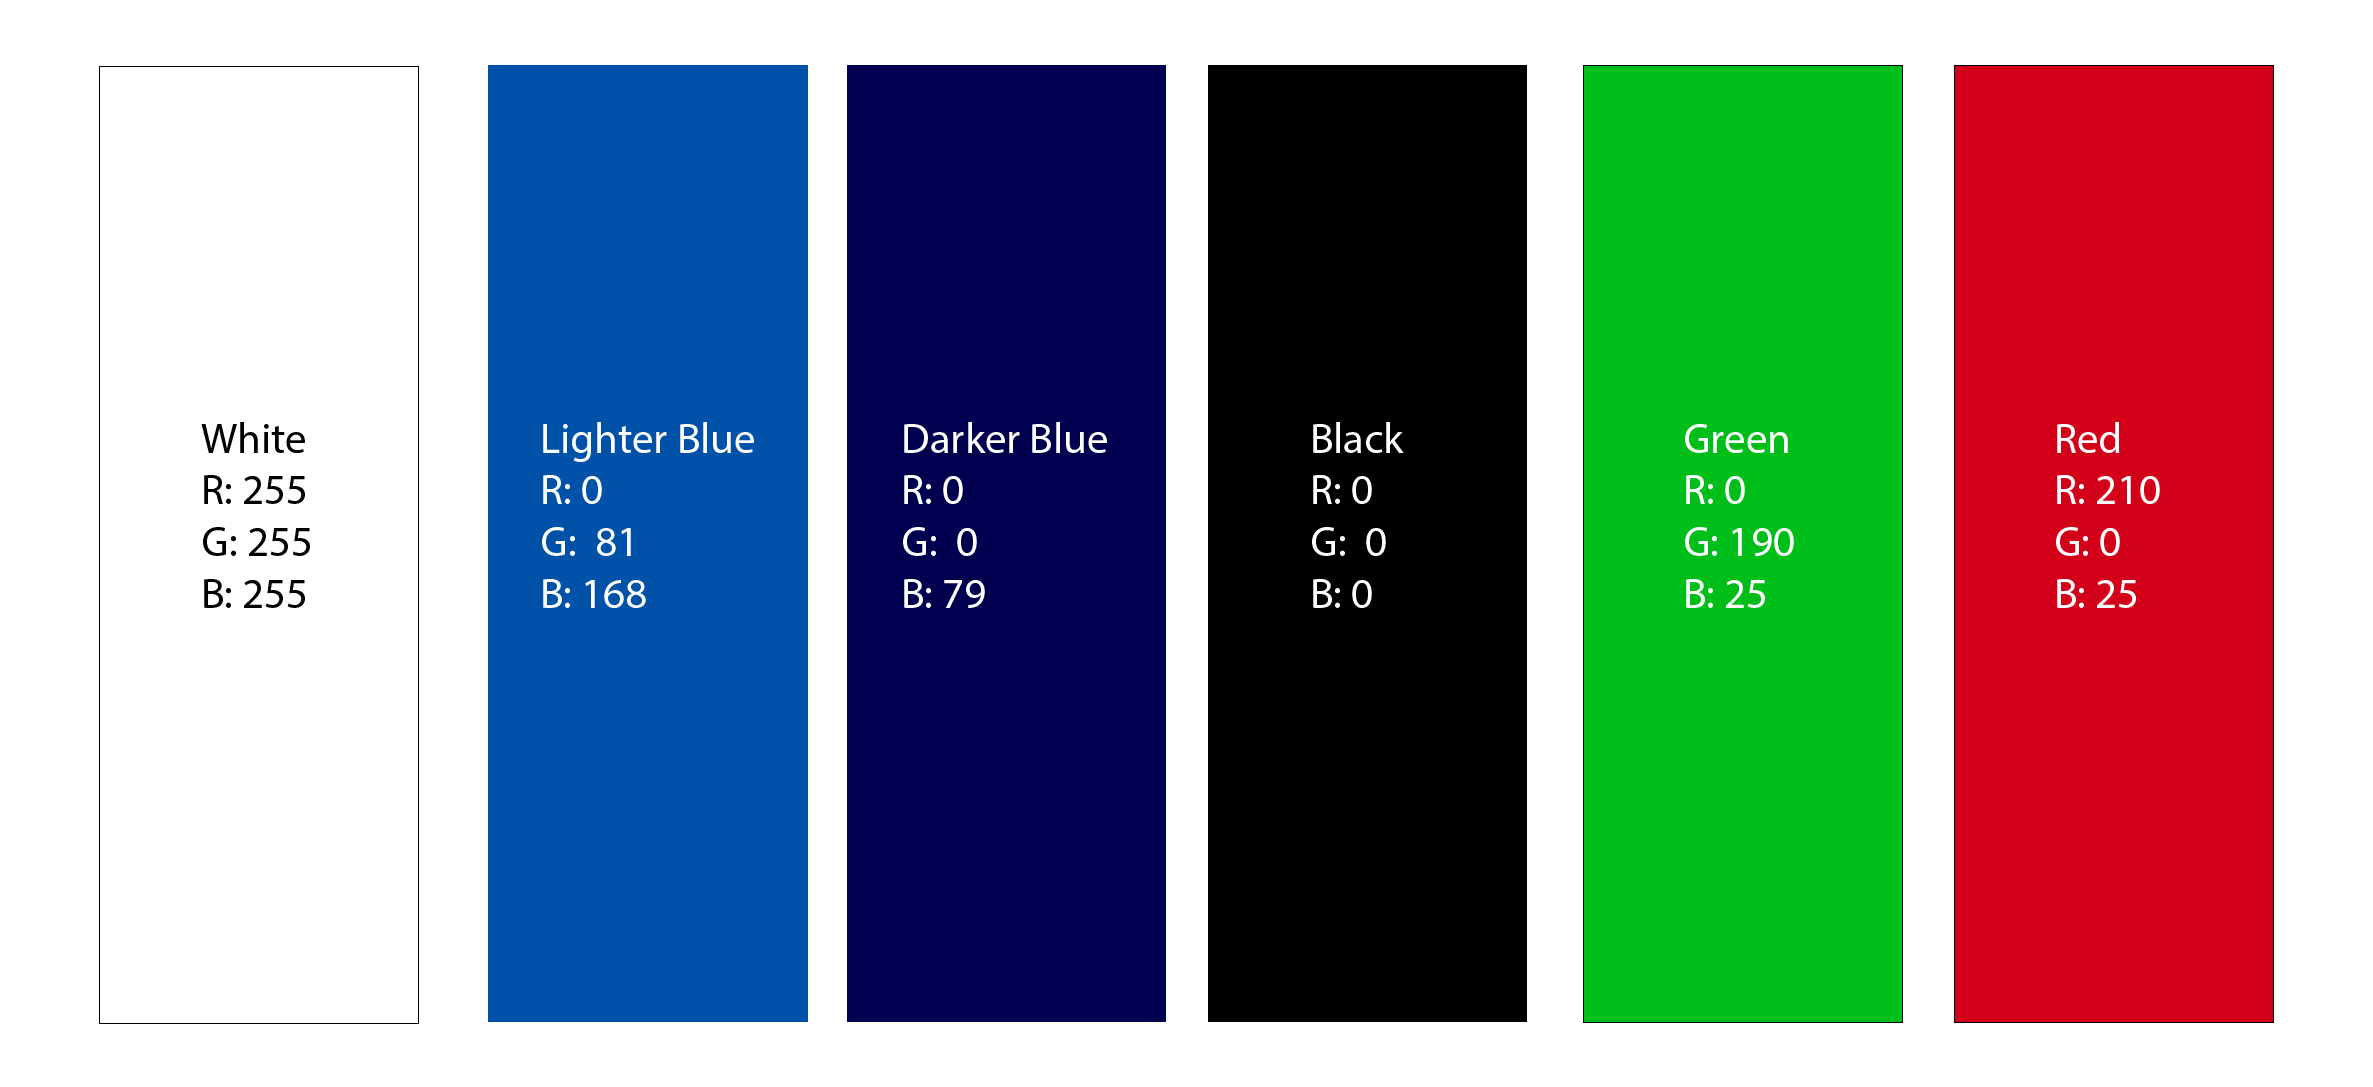 White
R: 255
G: 255
B: 255
Lighter Blue
R: 0
G:  81
B: 168
Darker Blue
R: 0
G:  0
B: 79
Black
R: 0
G:  0
B: 0
Green
R: 0
G: 190
B: 25
Red
R: 210
G: 0
B: 25